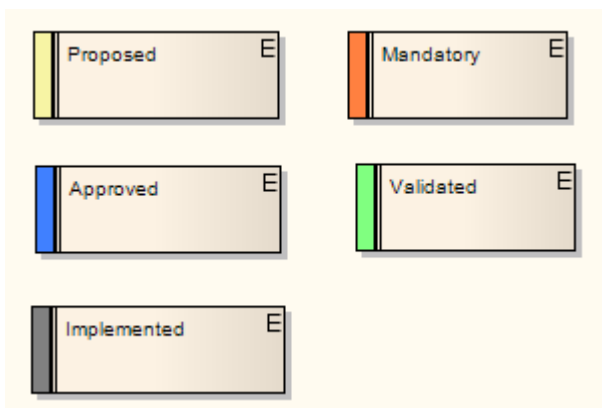 Proposed E
Mandatory E
Approved E
Validated E
Implemented E